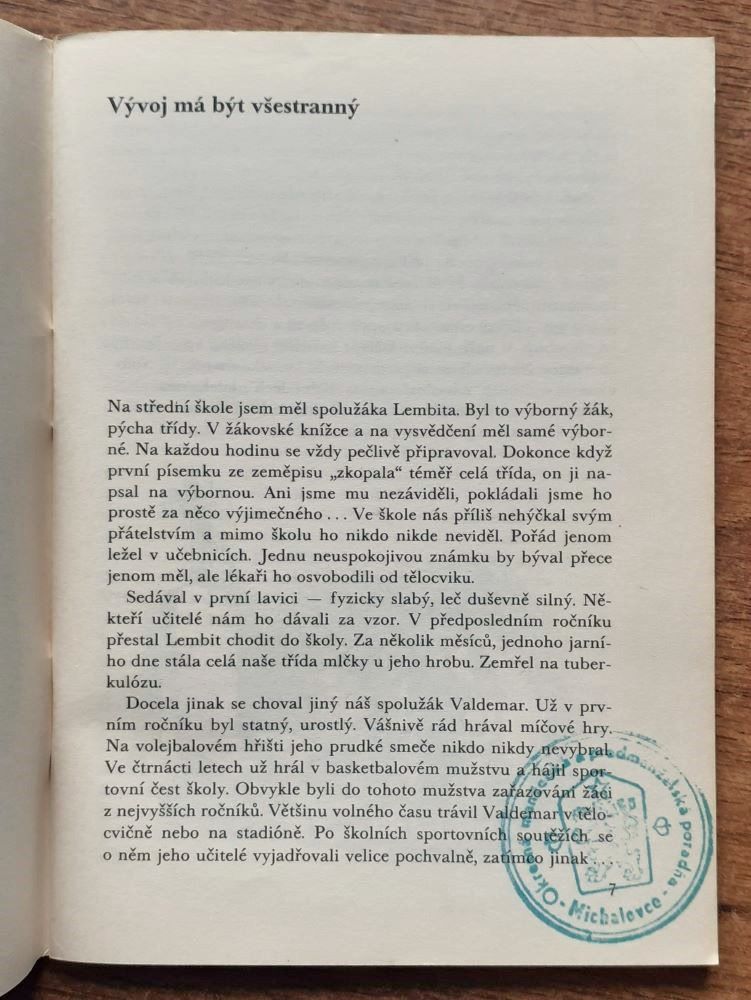 Vývoj má být všestranný
Na střední škole jsem měl spolužáka Lembita. Byl to výborný žák,
pýcha třídy. V žákovské knížce a na vysvědčení měl samé výbor-
né. Na každou hodinu se vždy pečlivě připravoval. Dokonce když
první písemku ze zeměpisu „zkopala“ téměř celá třída, on ji na-
psal na výbornou. Ani jsme mu nezáviděli, pokládali jsme ho
prostě za něco výjimečného... Ve škole nás příliš nehýčkal svým
přátelstvím a mimo školu ho nikdo nikde neviděl. Pořád jenom
ležel v učebnicích. Jednu neuspokojivou známku by býval přece
jenom měl, ale lékaři ho osvobodili od tělocviku.
Sedával v první lavici — fyzicky slabý, leč duševně silný. Ně-
kteří učitelé nám ho dávali za vzor. V předposledním ročníku
přestal Lembit chodit do školy. Za několik měsíců, jednoho jarní-
ho dne stála celá naše třída mlčky u jeho hrobu. Zemřel na tuber-
kulózu.
Docela jinak se choval jiný náš spolužák Valdemar. Už v prv-
ním ročníku byl statný, urostlý. Vášnivě rád hrával míčové hry.
Na volejbalovém hřišti jeho prudké smeče nikdo nikdy nevybral.
Ve čtrnácti letech už hrál v basketbalovém mužstvu a hájil spor-
tovní čest školy. Obvykle byli do tohoto mužstva zařazováni žáci
z nejvyšších ročníků. Většinu volného času trávil Valdemar v tělo-
cvičně nebo na stadióně. Po školních sportovních soutěžích se
o něm jeho učitelé vyjadřovali velice pochvalně, zatímco jinak...
7
Okresná manželská a predmanželská poradňa
- Michalovce -